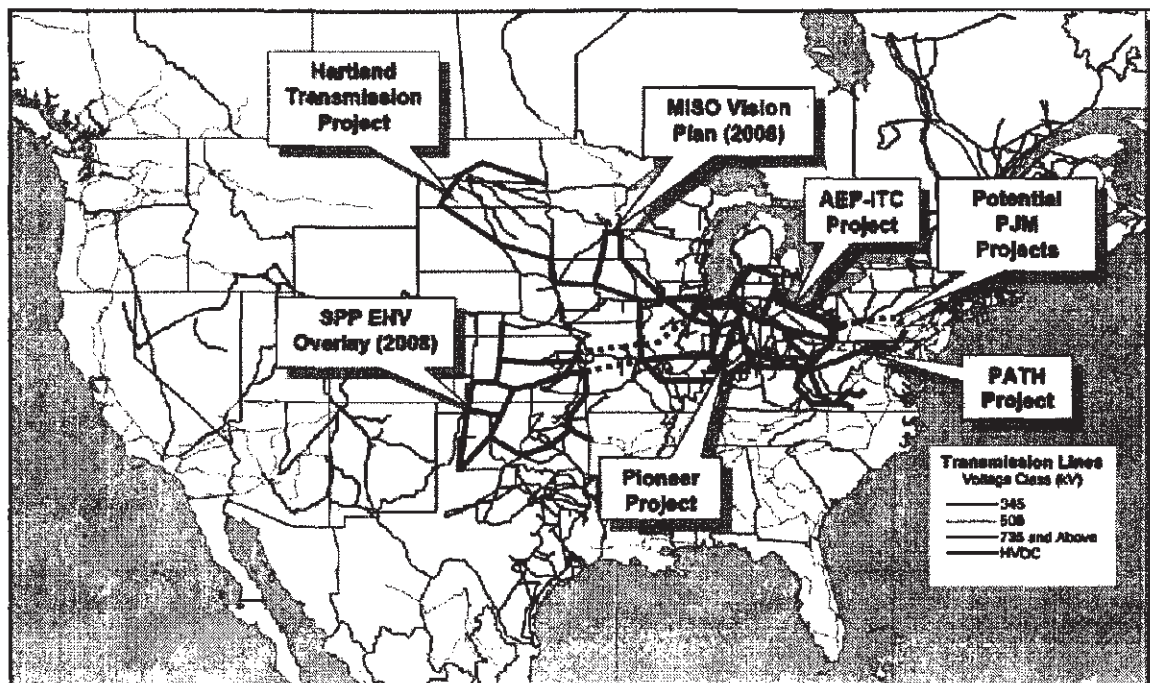 Hartland
Transmission
Project
MISO Vision
Plan (2006)
AEP-ITC
Project
Potential
PJM
Projects
SPP EHV
Overlay (2008)
PATH
Project
Pioneer
Project
Transmission Lines
Voltage Class (kV)
345
500
735 and Above
HVDC